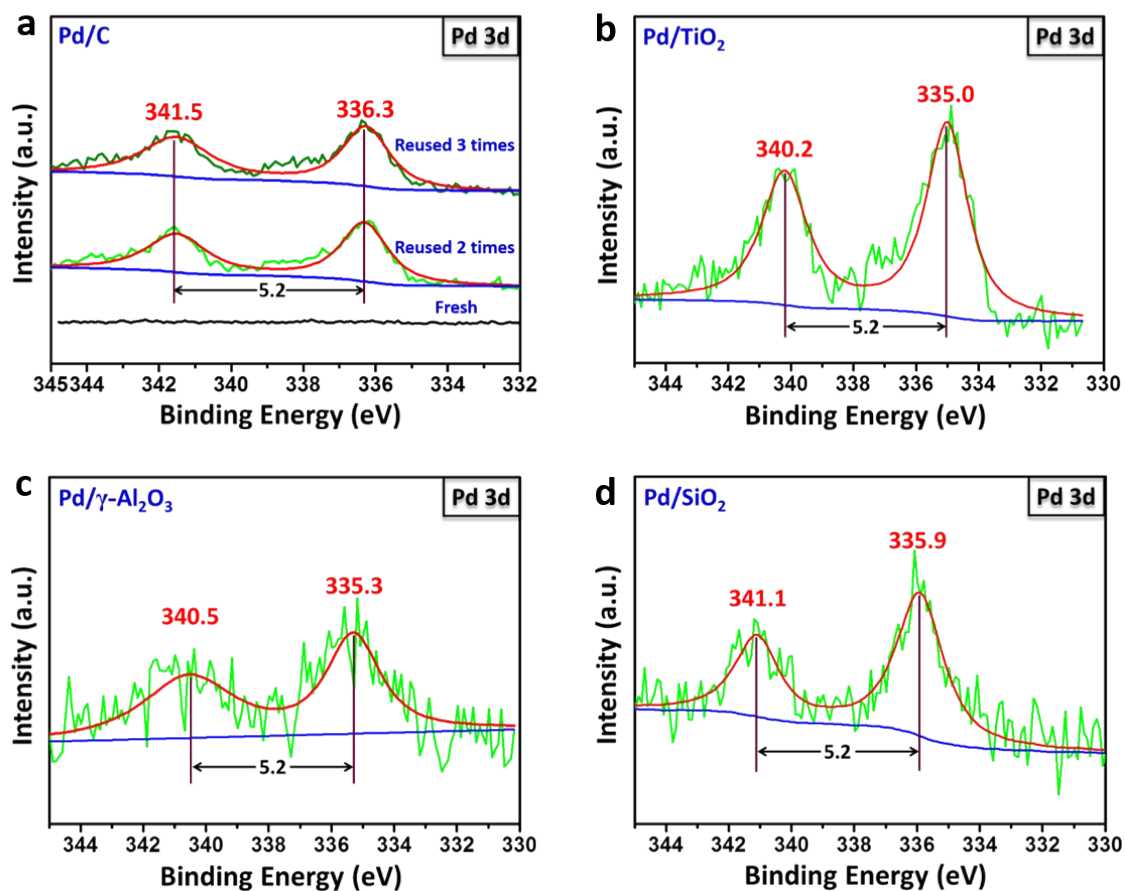 a
Pd/C
Pd 3d
341.5
336.3
Reused 3 times
Reused 2 times
5.2
Fresh
Intensity (a.u.)
345 344 342 340 338 336 334 332
Binding Energy (eV)
b
Pd/TiO₂
Pd 3d
340.2
335.0
5.2
Intensity (a.u.)
344 342 340 338 336 334 332 330
Binding Energy (eV)
c
Pd/γ-Al₂O₃
Pd 3d
340.5
335.3
5.2
Intensity (a.u.)
344 342 340 338 336 334 332 330
Binding Energy (eV)
d
Pd/SiO₂
Pd 3d
341.1
335.9
5.2
Intensity (a.u.)
344 342 340 338 336 334 332 330
Binding Energy (eV)